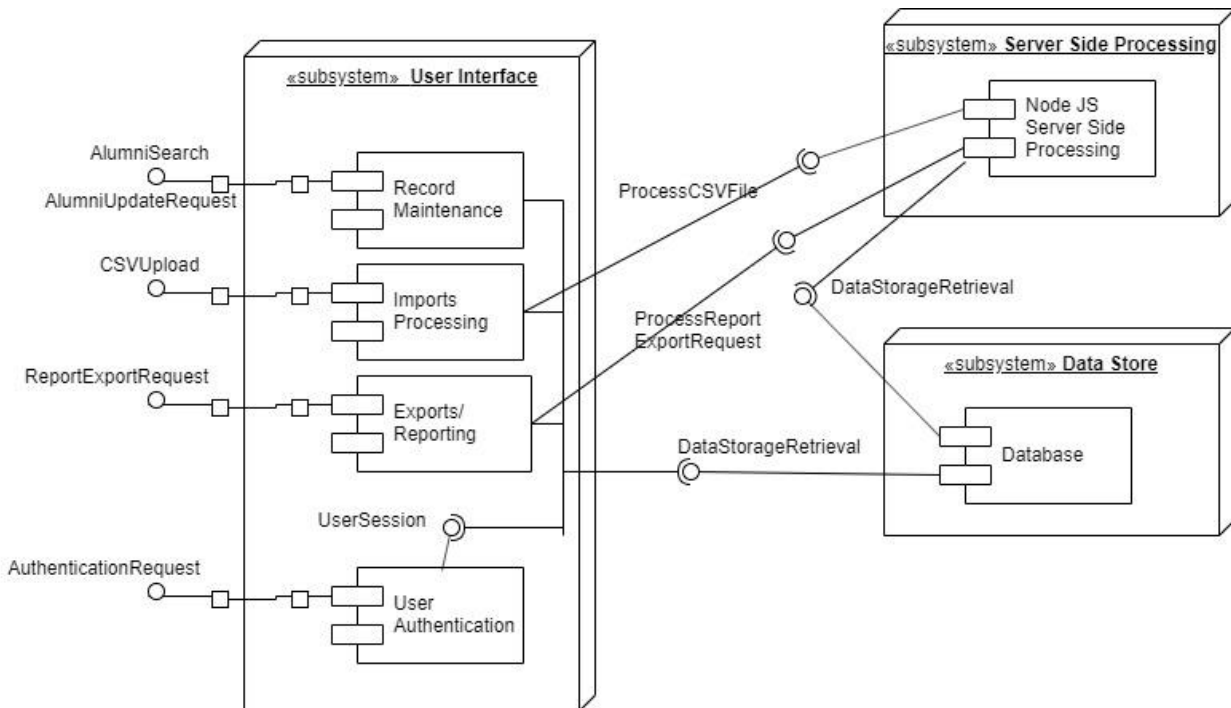 «subsystem» User Interface
AlumniSearch
AlumniUpdateRequest
Record
Maintenance
CSVUpload
Imports
Processing
ReportExportRequest
Exports/
Reporting
UserSession
AuthenticationRequest
User
Authentication
ProcessCSVFile
ProcessReport
ExportRequest
DataStorageRetrieval
«subsystem» Server Side Processing
Node JS
Server Side
Processing
DataStorageRetrieval
«subsystem» Data Store
Database